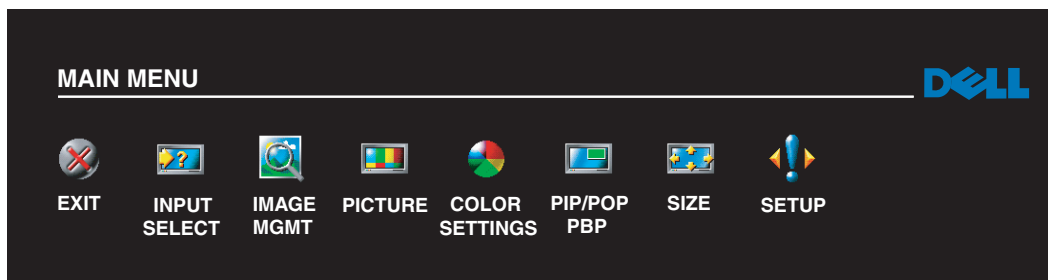 MAIN MENU
DELL
?
EXIT
INPUT
SELECT
IMAGE
MGMT
PICTURE
COLOR
SETTINGS
PIP/POP
PBP
SIZE
SETUP